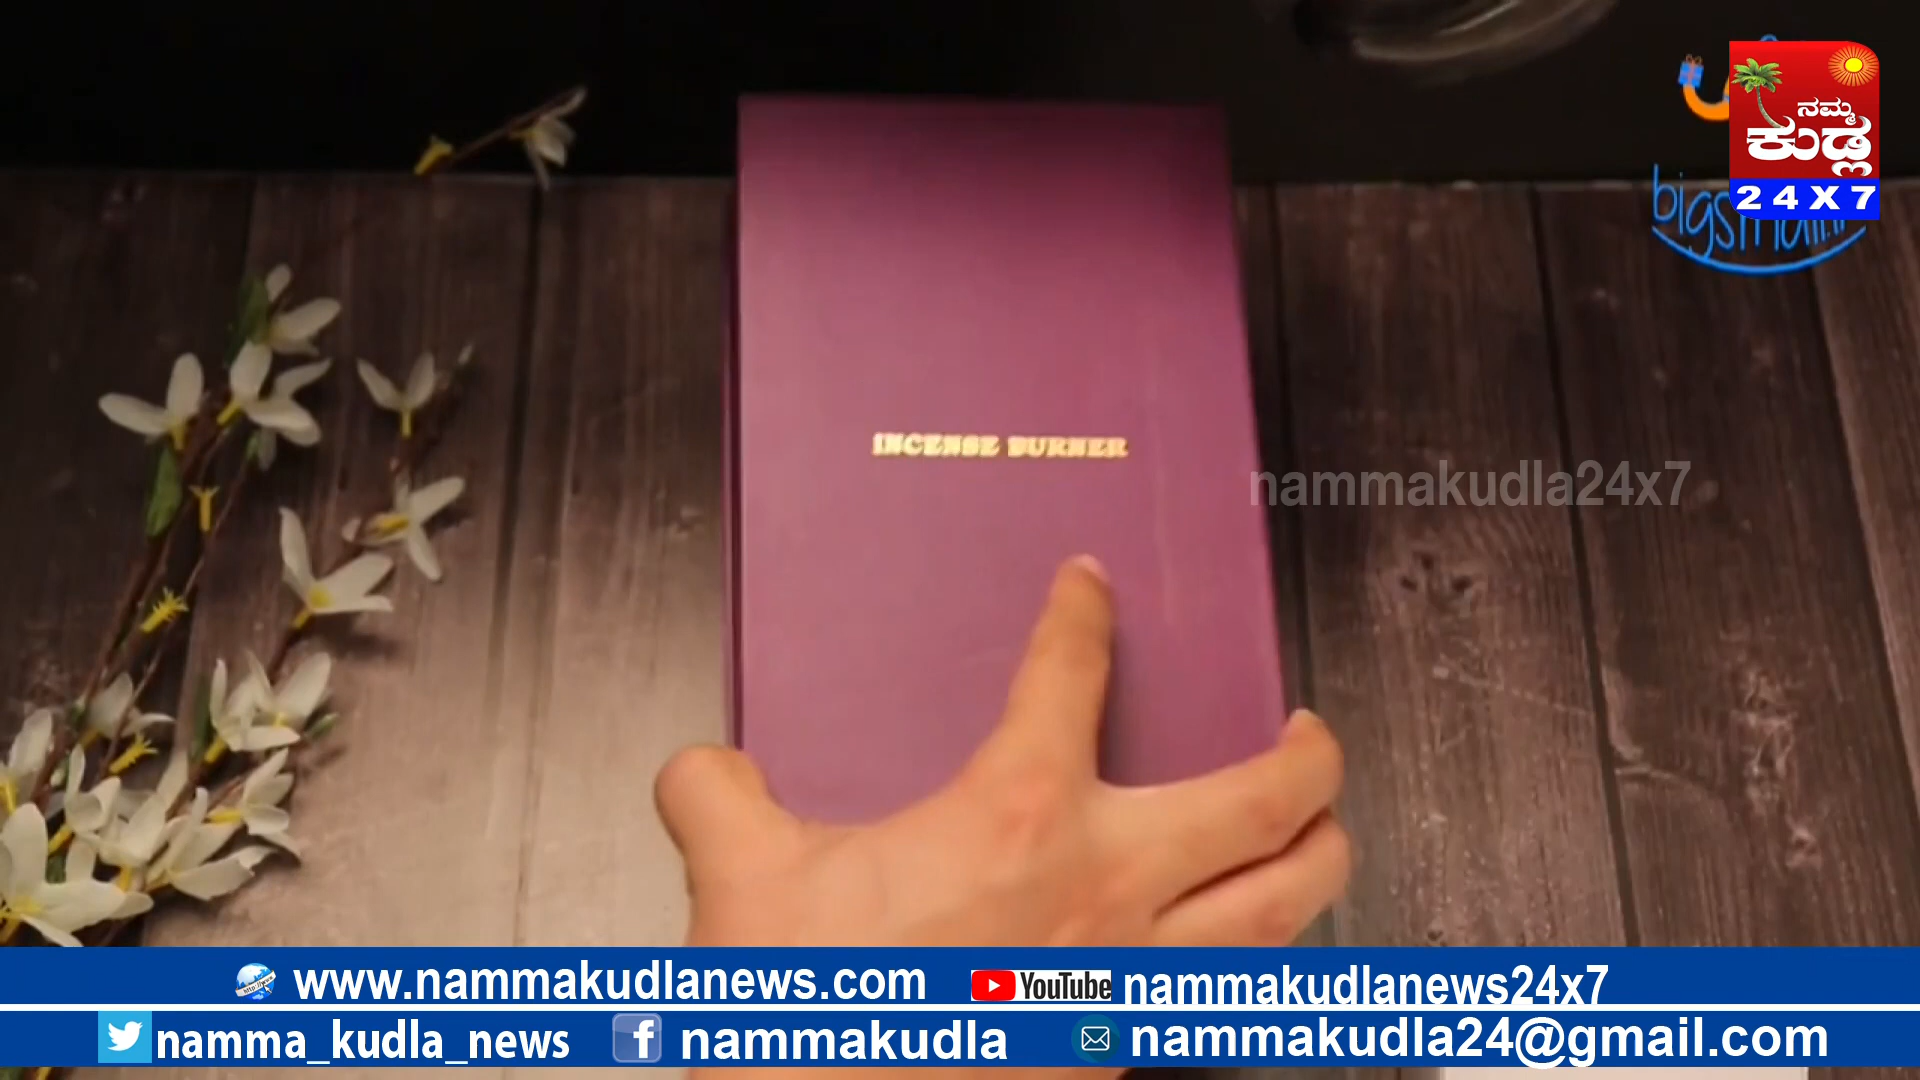 ನಮ್ಮ
ಕುಡ್ಲ
24X7
INCENSE BURNER
nammakudla24x7
www.nammakudlanews.com
YouTube nammakudlanews24x7
namma_kudla_news
nammakudla
nammakudla24@gmail.com